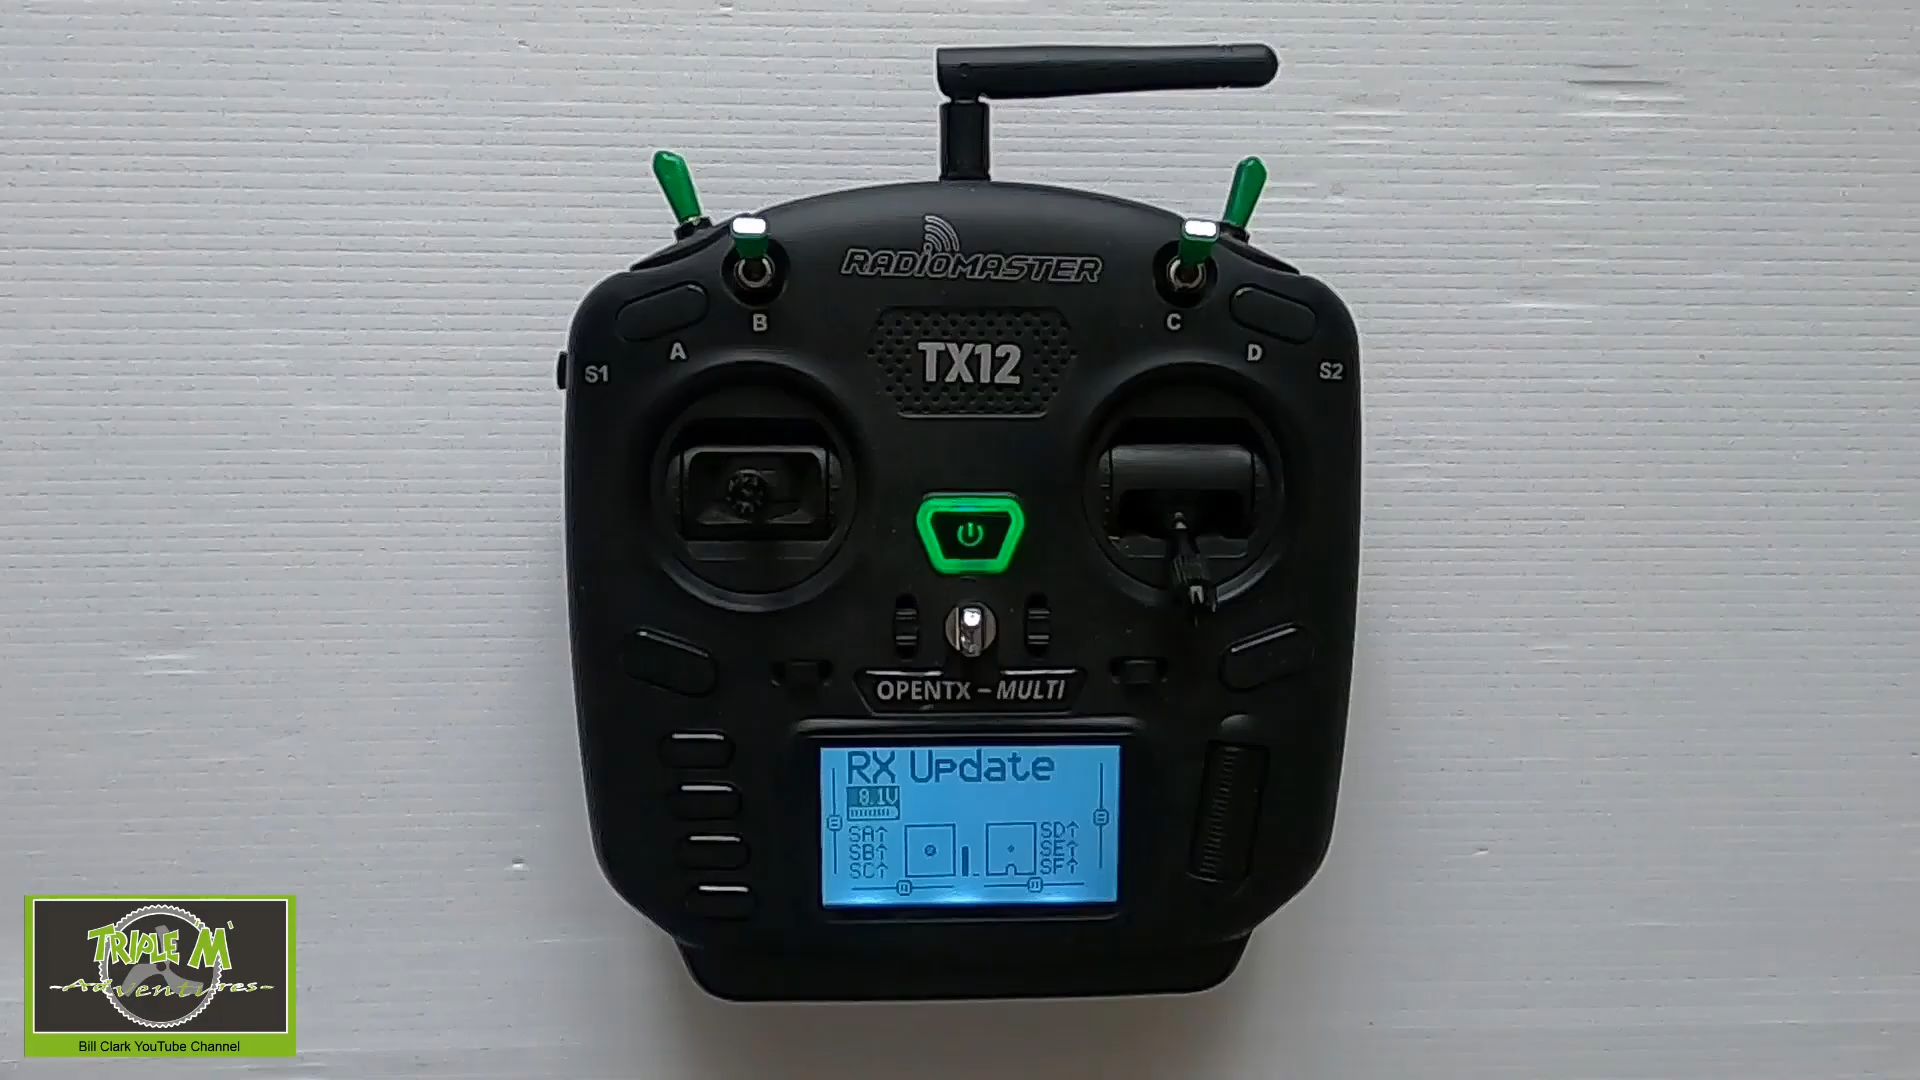 RADIOMASTER
B
C
A
D
S1
S2
TX12
OPENTX – MULTI
RX Update
8.1V
SA↑
SB↑
SC↑
SD↑
SE↑
SF↑
TRIPLE M
-Adventures-
Bill Clark YouTube Channel